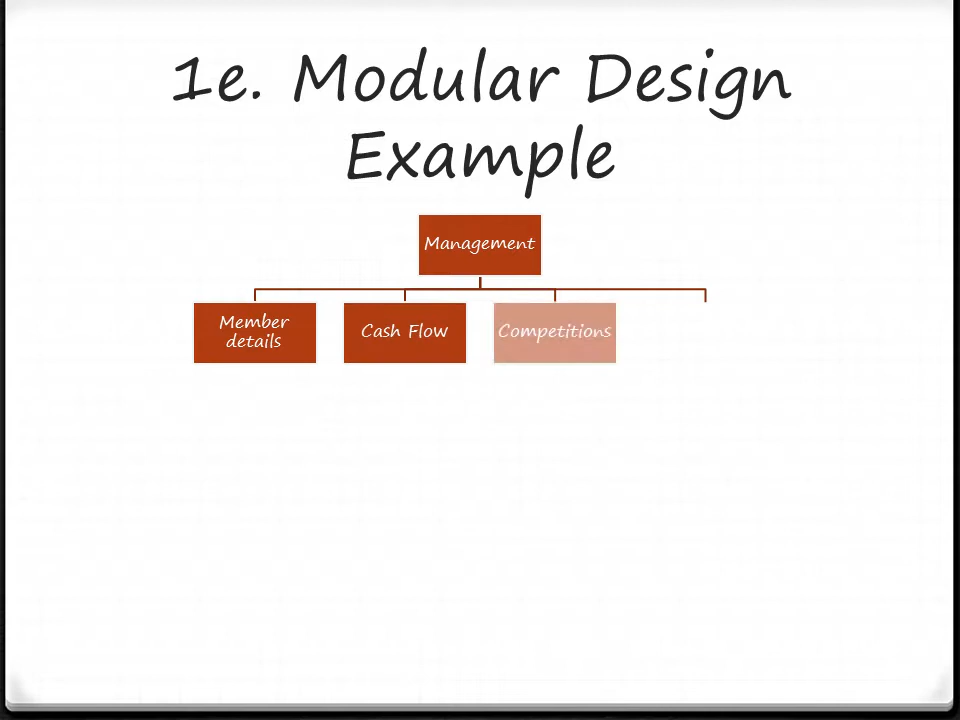 1e. Modular Design
Example
Management
Member
details
Cash Flow
Competitions